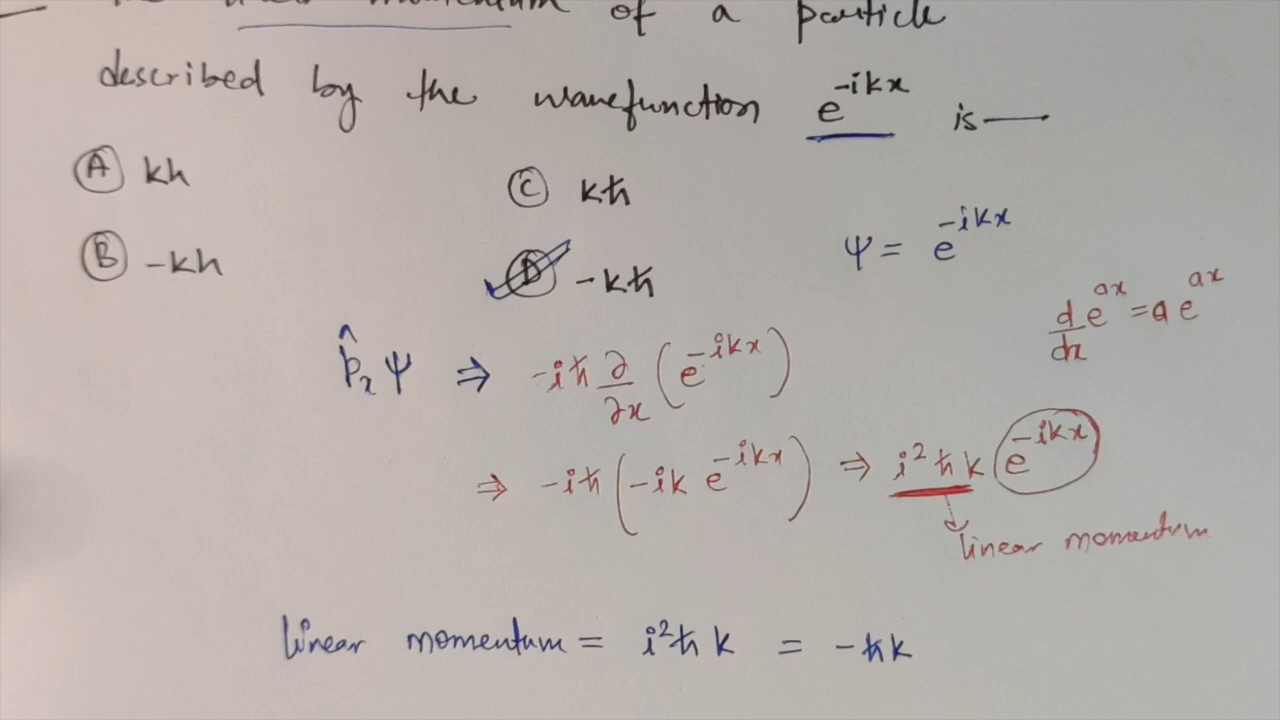 of a particle
described by the wavefunction e^{-ikx} is —
Ⓐ kh
Ⓒ kħ
Ⓑ -kh
Ⓓ -kħ
ψ = e^{-ikx}
d/dx e^{ax} = a e^{ax}
p̂ₓ ψ ⇒ -iħ ∂/∂x (e^{-ikx})
⇒ -iħ (-ik e^{-ikx}) ⇒ i²ħk (e^{-ikx})
linear momentum
linear momentum = i²ħk = -ħk